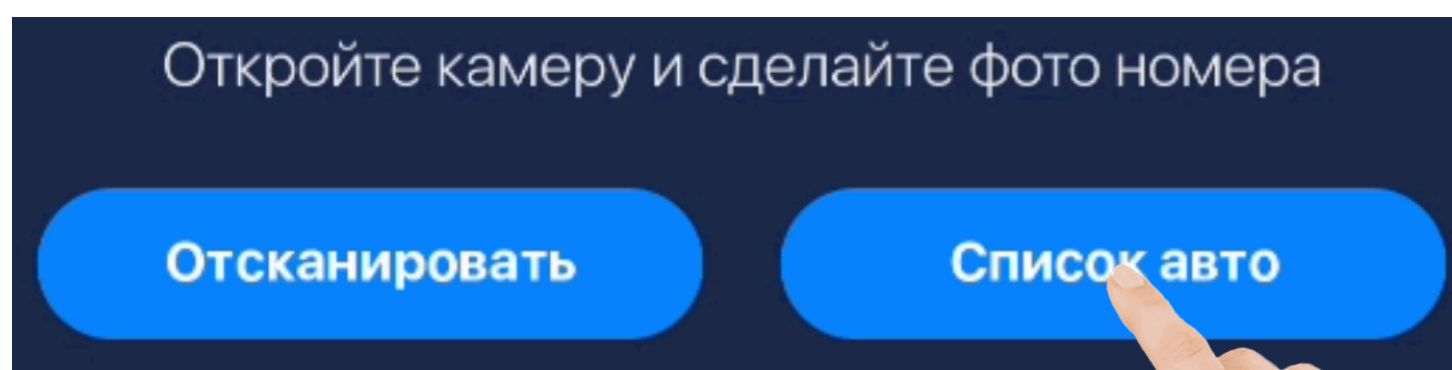 Откройте камеру и сделайте фото номера
Отсканировать
Список авто